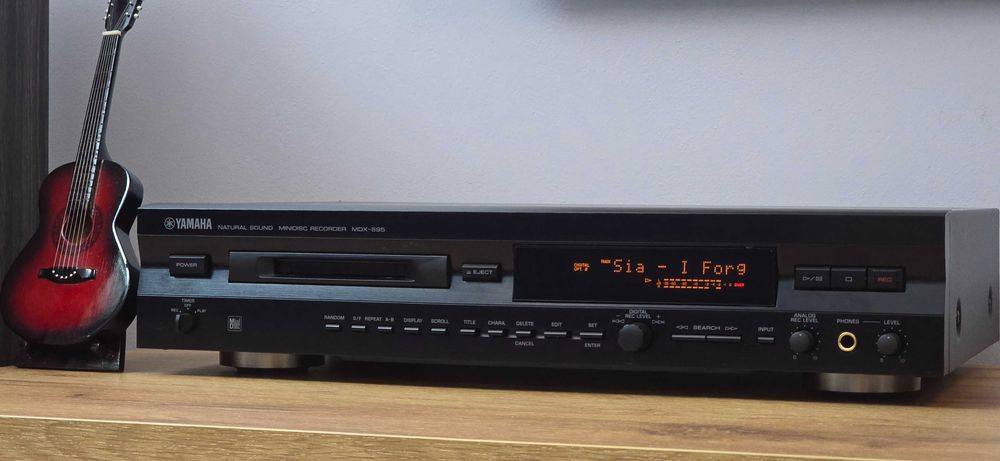 YAMAHA NATURAL SOUND MINIDISC RECORDER MDX-595
POWER
EJECT
DIGITAL
OPT.
TRACK
Sia - I Forg
OVER
REC
TIMER
OFF
REC PLAY
RANDOM S/F REPEAT A-B DISPLAY SCROLL TITLE CHARA. DELETE EDIT SET
CANCEL ENTER
DIGITAL
REC LEVEL
- +
SEARCH
INPUT
ANALOG
REC LEVEL
PHONES LEVEL